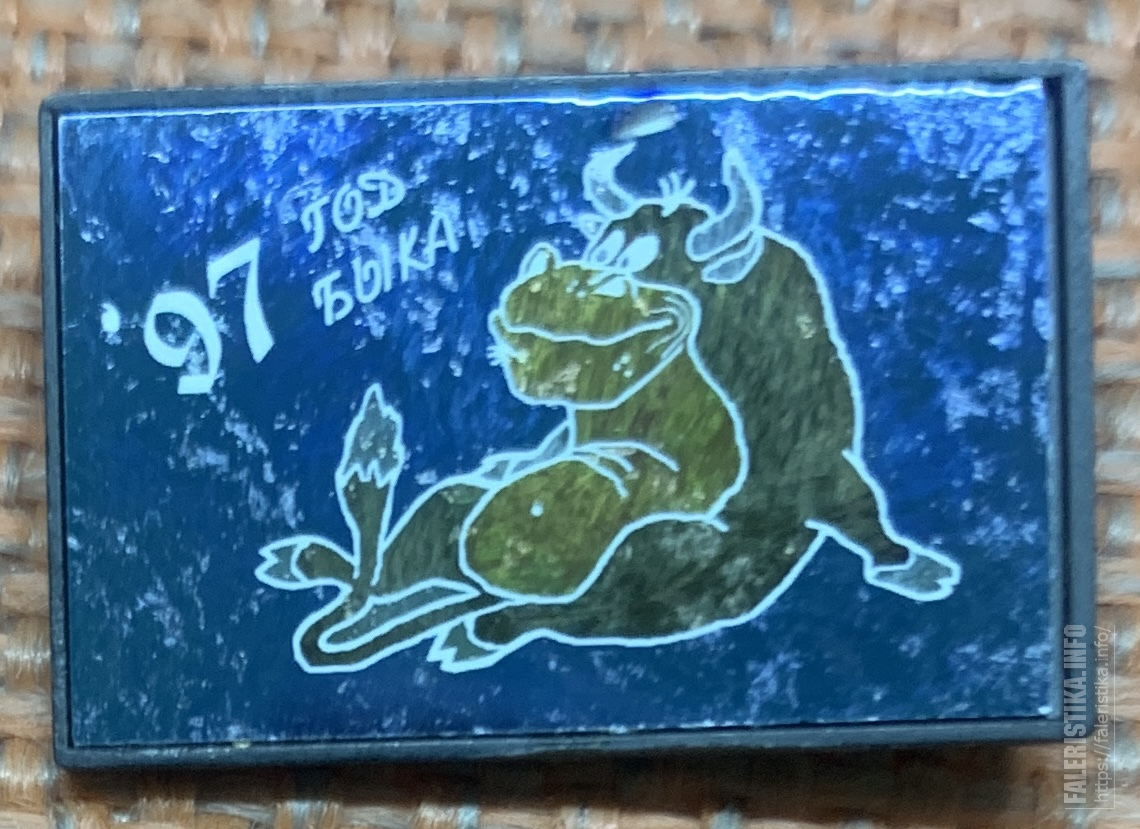 '97
ГОД
БЫКА
FALERISTIKA.INFO
https://faleristika.info/